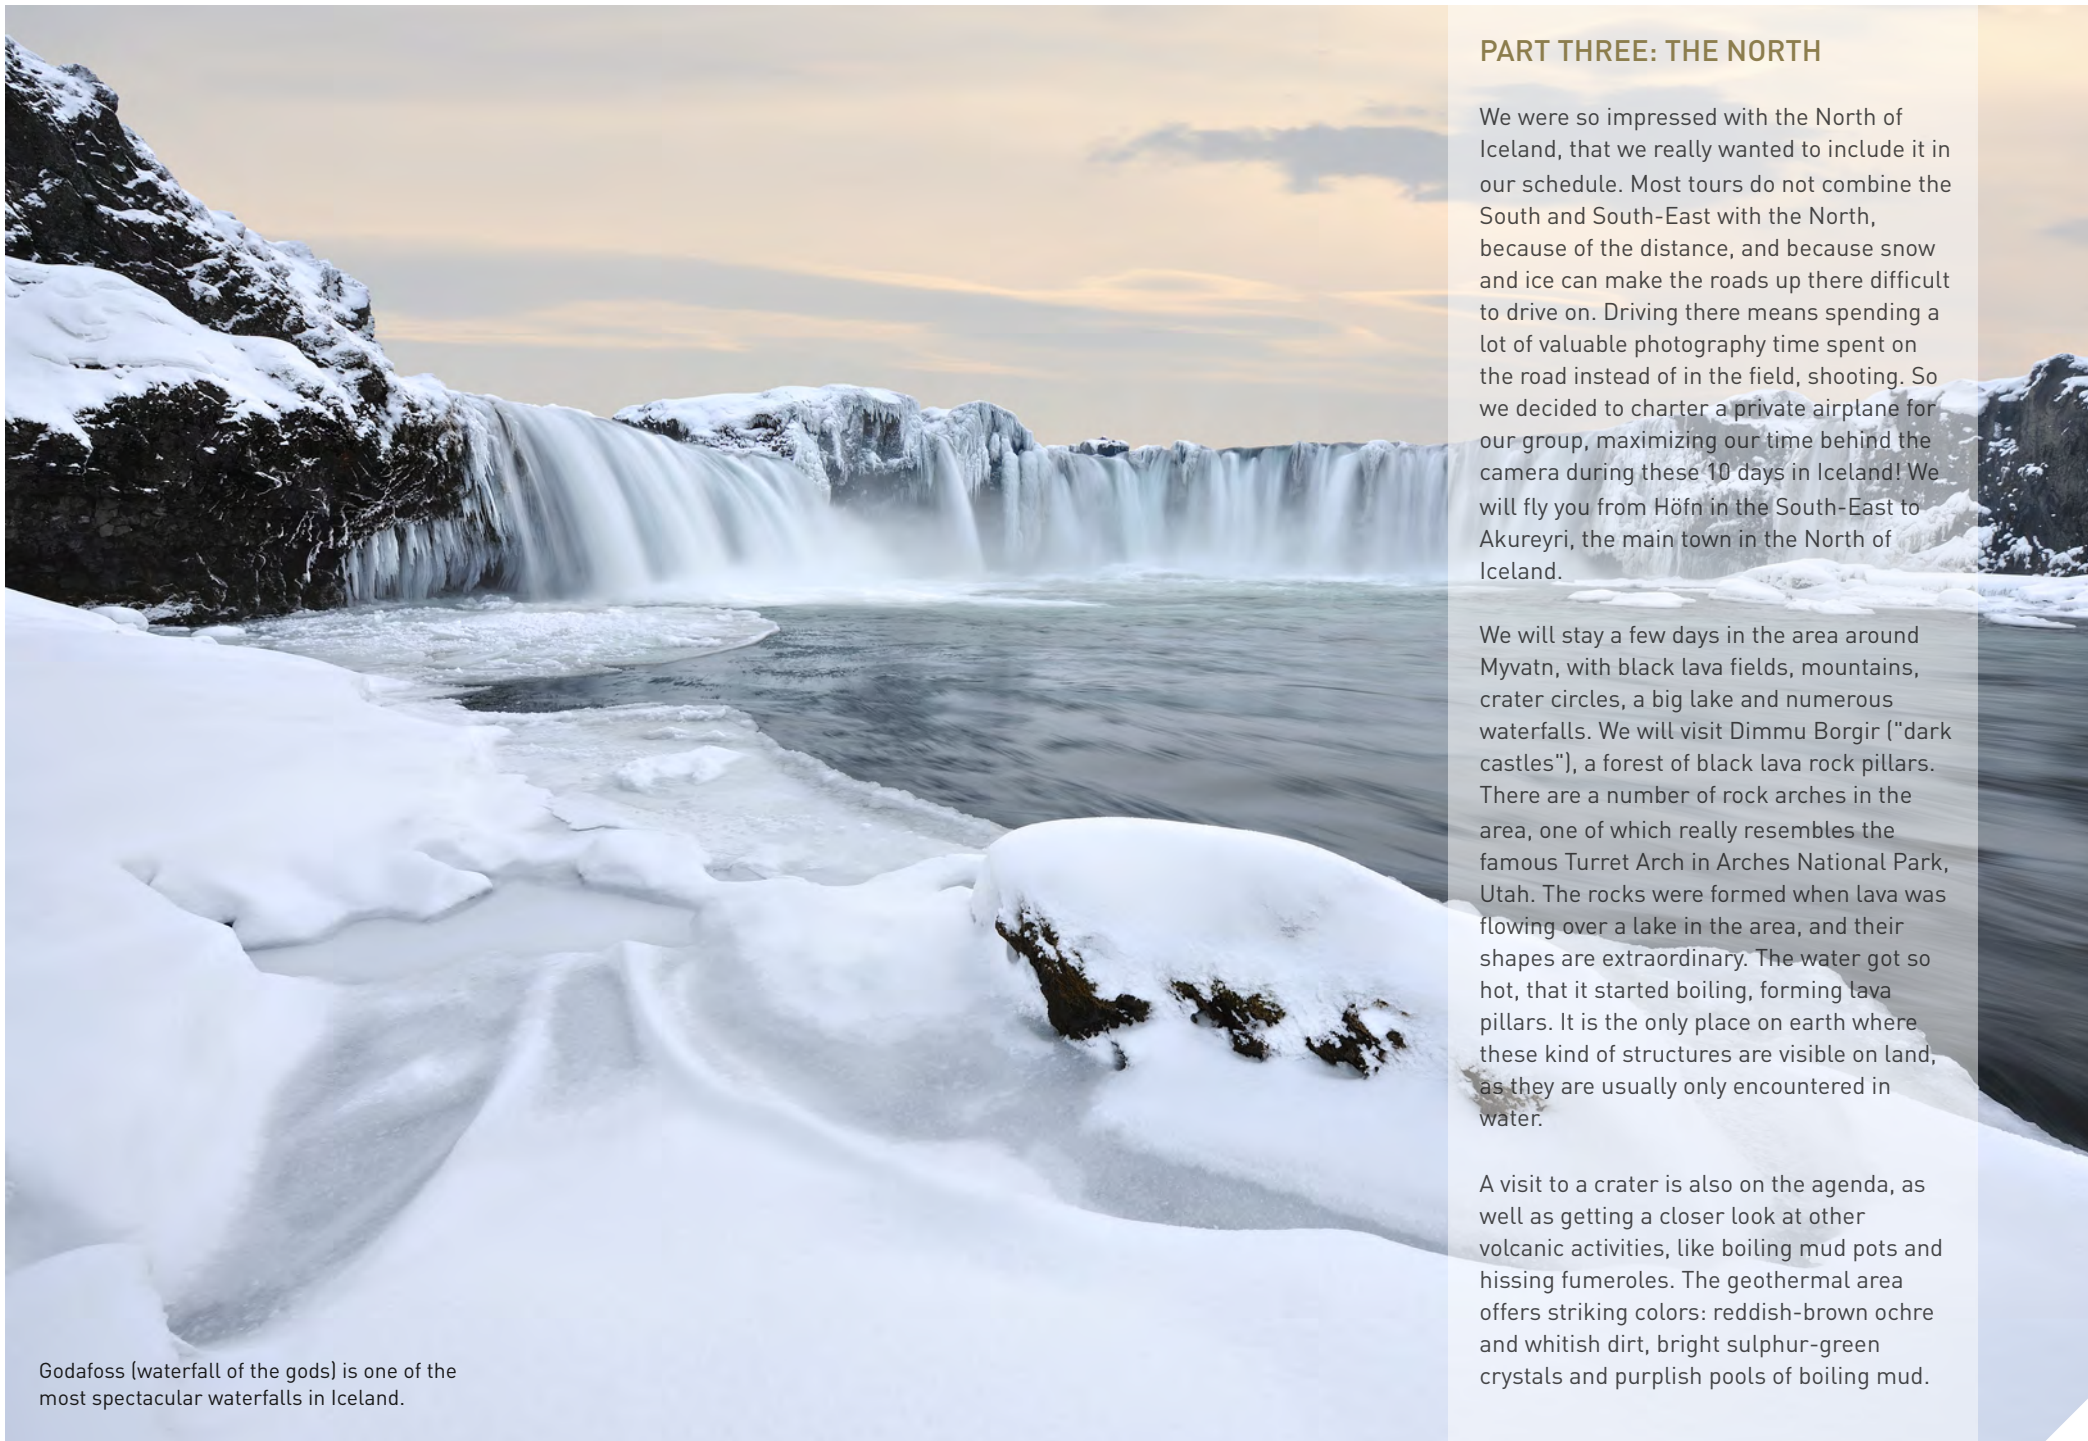 PART THREE: THE NORTH
We were so impressed with the North of
Iceland, that we really wanted to include it in
our schedule. Most tours do not combine the
South and South-East with the North,
because of the distance, and because snow
and ice can make the roads up there difficult
to drive on. Driving there means spending a
lot of valuable photography time spent on
the road instead of in the field, shooting. So
we decided to charter a private airplane for
our group, maximizing our time behind the
camera during these 10 days in Iceland! We
will fly you from Höfn in the South-East to
Akureyri, the main town in the North of
Iceland.
We will stay a few days in the area around
Myvatn, with black lava fields, mountains,
crater circles, a big lake and numerous
waterfalls. We will visit Dimmu Borgir ("dark
castles"), a forest of black lava rock pillars.
There are a number of rock arches in the
area, one of which really resembles the
famous Turret Arch in Arches National Park,
Utah. The rocks were formed when lava was
flowing over a lake in the area, and their
shapes are extraordinary. The water got so
hot, that it started boiling, forming lava
pillars. It is the only place on earth where
these kind of structures are visible on land,
as they are usually only encountered in
water.
A visit to a crater is also on the agenda, as
well as getting a closer look at other
volcanic activities, like boiling mud pots and
hissing fumeroles. The geothermal area
offers striking colors: reddish-brown ochre
and whitish dirt, bright sulphur-green
crystals and purplish pools of boiling mud.
Godafoss (waterfall of the gods) is one of the
most spectacular waterfalls in Iceland.